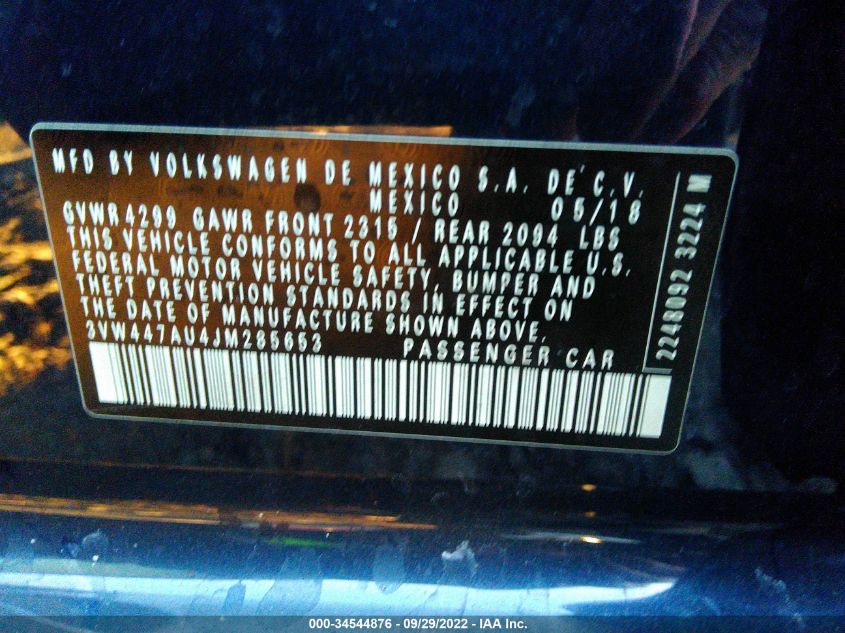 MFD BY VOLKSWAGEN DE MEXICO S.A. DE C.V.
MEXICO 05/18
GVWR 4299 GAWR FRONT 2315 / REAR 2094 LBS
THIS VEHICLE CONFORMS TO ALL APPLICABLE U.S.
FEDERAL MOTOR VEHICLE SAFETY, BUMPER AND
THEFT PREVENTION STANDARDS IN EFFECT ON
THE DATE OF MANUFACTURE SHOWN ABOVE.
3VW447AU4JM285653 PASSENGER CAR
2248092 3224 M
000-34544876 - 09/29/2022 - IAA Inc.